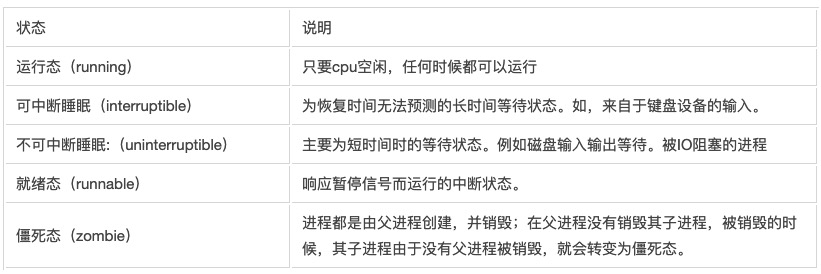 状态 说明
运行态（running） 只要cpu空闲，任何时候都可以运行
可中断睡眠（interruptible） 为恢复时间无法预测的长时间等待状态。如，来自于键盘设备的输入。
不可中断睡眠:（uninterruptible） 主要为短时间时的等待状态。例如磁盘输入输出等待。被IO阻塞的进程
就绪态（runnable） 响应暂停信号而运行的中断状态。
僵死态（zombie） 进程都是由父进程创建，并销毁；在父进程没有销毁其子进程，被销毁的时
候，其子进程由于没有父进程被销毁，就会转变为僵死态。